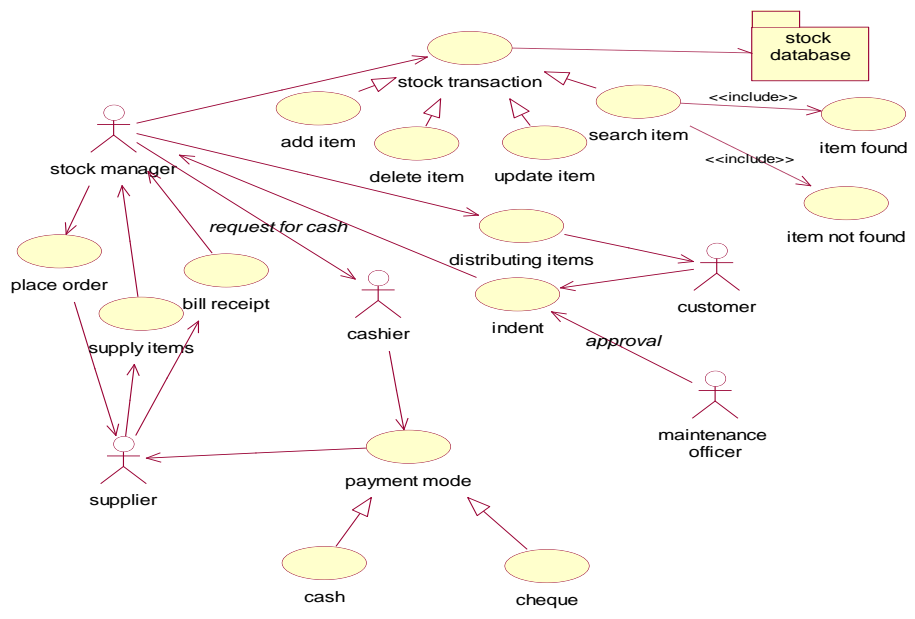 stock
database
stock transaction
<<include>>
add item
search item
item found
delete item
update item
<<include>>
stock manager
request for cash
distributing items
item not found
place order
bill receipt
customer
cashier
indent
supply items
approval
maintenance
officer
payment mode
supplier
cash
cheque